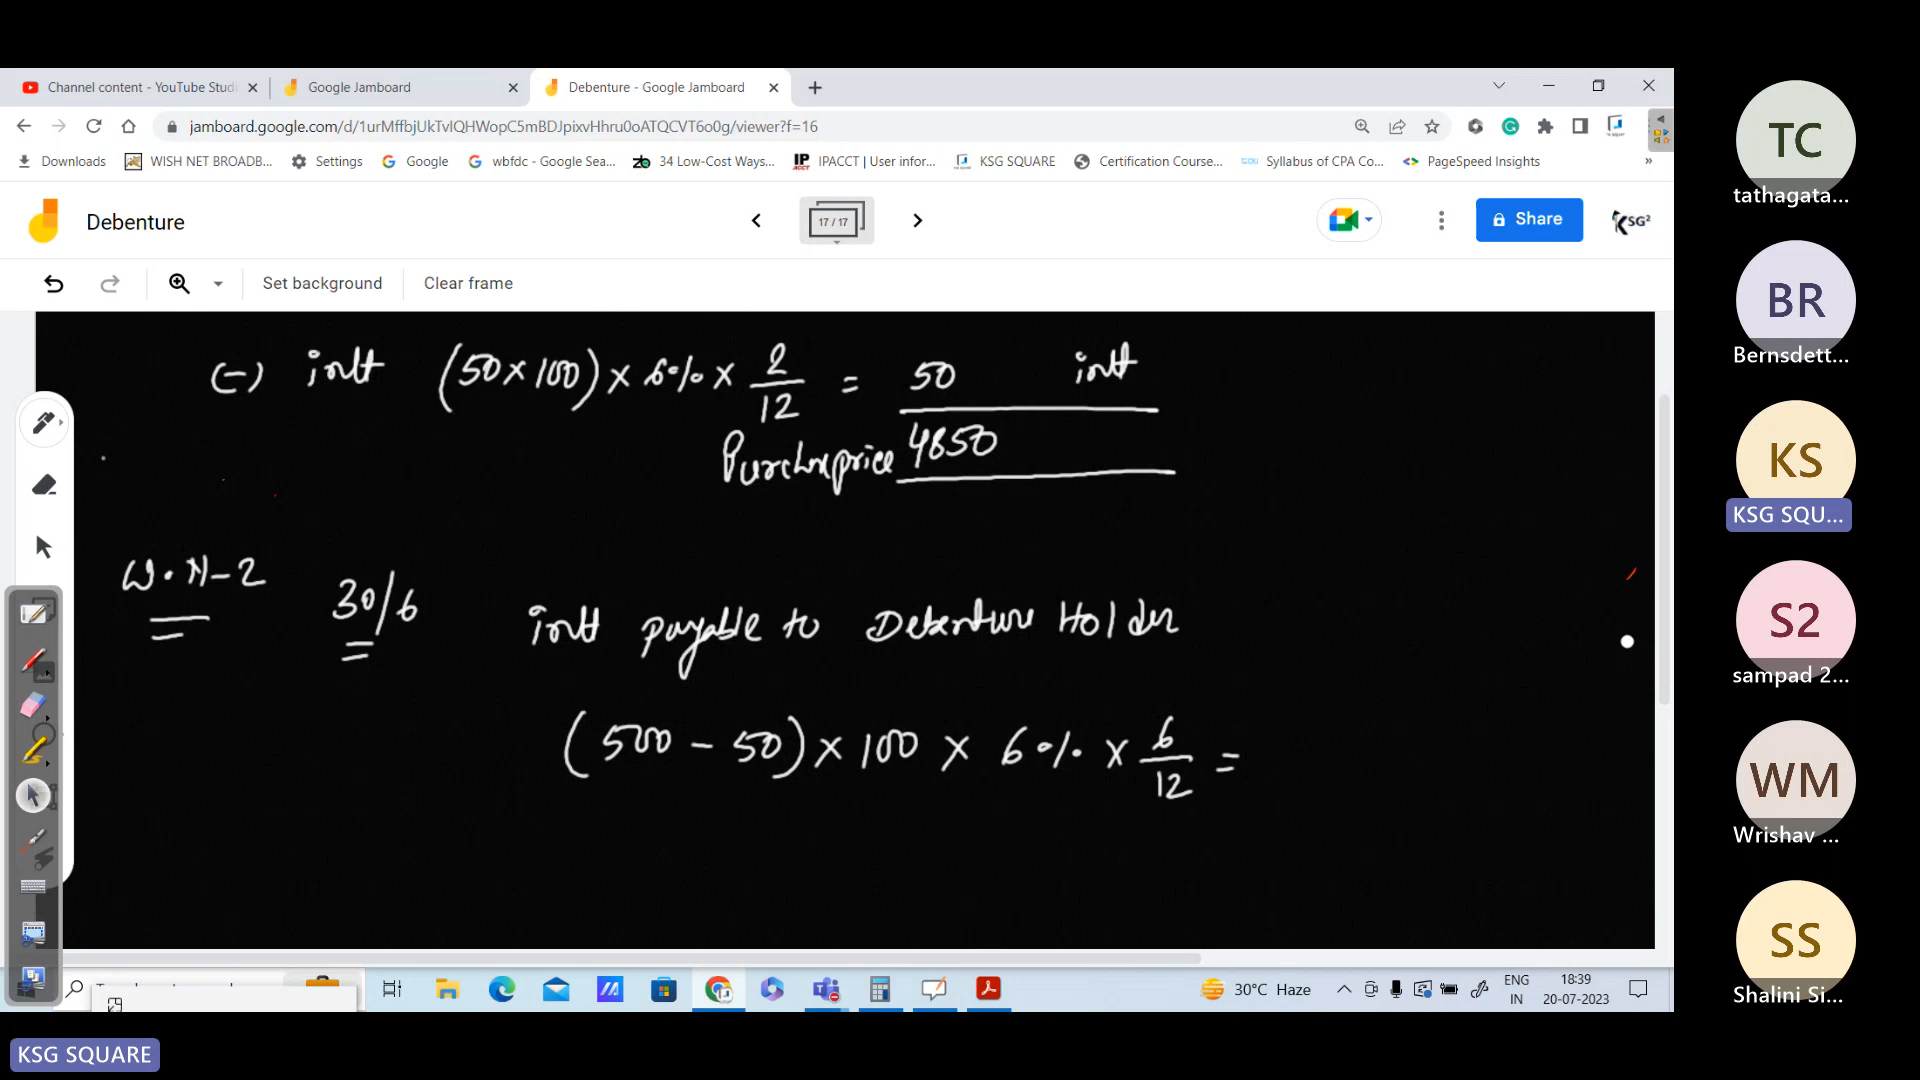 Channel content - YouTube Stud
Google Jamboard
Debenture - Google Jamboard
jamboard.google.com/d/1urMffbjUkTvIQHWopC5mBDJpixvHhru0oATQCVT6o0g/viewer?f=16
Downloads WISH NET BROADB... Settings Google wbfdc - Google Sea... 34 Low-Cost Ways... IPACCT | User infor... KSG SQUARE Certification Course... Syllabus of CPA Co... PageSpeed Insights »
Debenture
17 / 17
Share
KSG²
Set background
Clear frame
(-) intt (50×100) × 6% × 2/12 = 50 intt
Purchase price 4850
W.N-2 30/6 intt payable to Debenture Holder
(500 - 50) × 100 × 6% × 6/12 =
30°C Haze
ENG
IN
18:39
20-07-2023
KSG SQUARE
TC
tathagata...
BR
Bernsdett...
KS
KSG SQU...
S2
sampad 2...
WM
Wrishav ...
SS
Shalini Si...